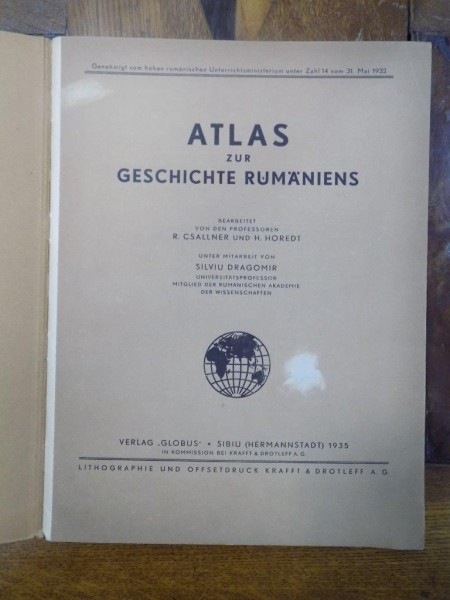 Genehmigt vom hohen rumänischen Unterrichtsministerium unter Zahl 14 vom 31. Mai 1932
ATLAS
ZUR
GESCHICHTE RUMÄNIENS
BEARBEITET
VON DEN PROFESSOREN
R. CSALLNER UND H. HOREDT
UNTER MITARBEIT VON
SILVIU DRAGOMIR
UNIVERSITÄTSPROFESSOR
MITGLIED DER RUMÄNISCHEN AKADEMIE
DER WISSENSCHAFTEN
VERLAG „GLOBUS" • SIBIU (HERMANNSTADT) 1935
IN KOMMISSION BEI KRAFFT & DROTLEFF A. G.
LITHOGRAPHIE UND OFFSETDRUCK KRAFFT & DROTLEFF A. G.